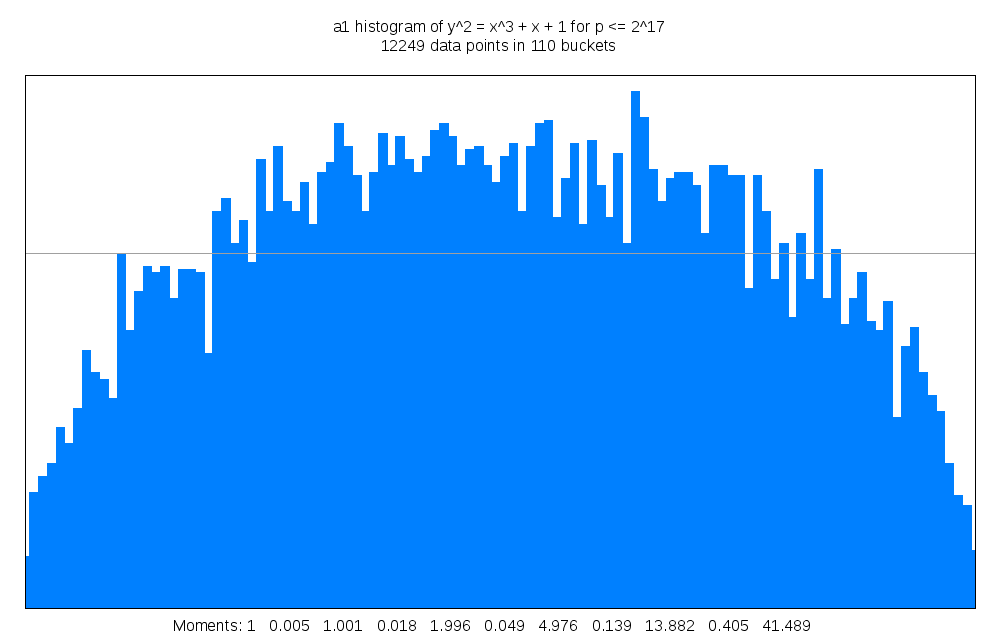 a1 histogram of y^2 = x^3 + x + 1 for p <= 2^17
12249 data points in 110 buckets
Moments: 1 0.005 1.001 0.018 1.996 0.049 4.976 0.139 13.882 0.405 41.489